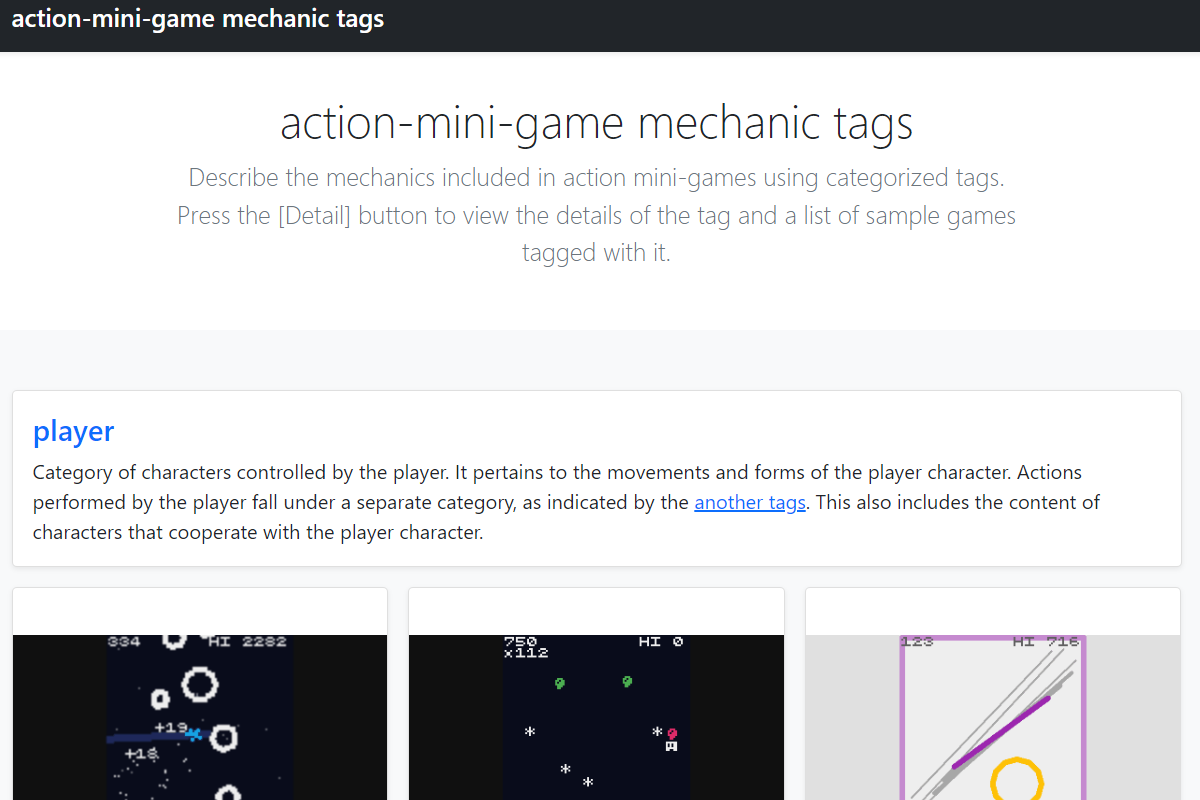 action-mini-game mechanic tags
action-mini-game mechanic tags
Describe the mechanics included in action mini-games using categorized tags.
Press the [Detail] button to view the details of the tag and a list of sample games
tagged with it.
player
Category of characters controlled by the player. It pertains to the movements and forms of the player character. Actions
performed by the player fall under a separate category, as indicated by the another tags. This also includes the content of
characters that cooperate with the player character.
334 HI 2282
+19
+18
750 HI 0
x112
123 HI 716